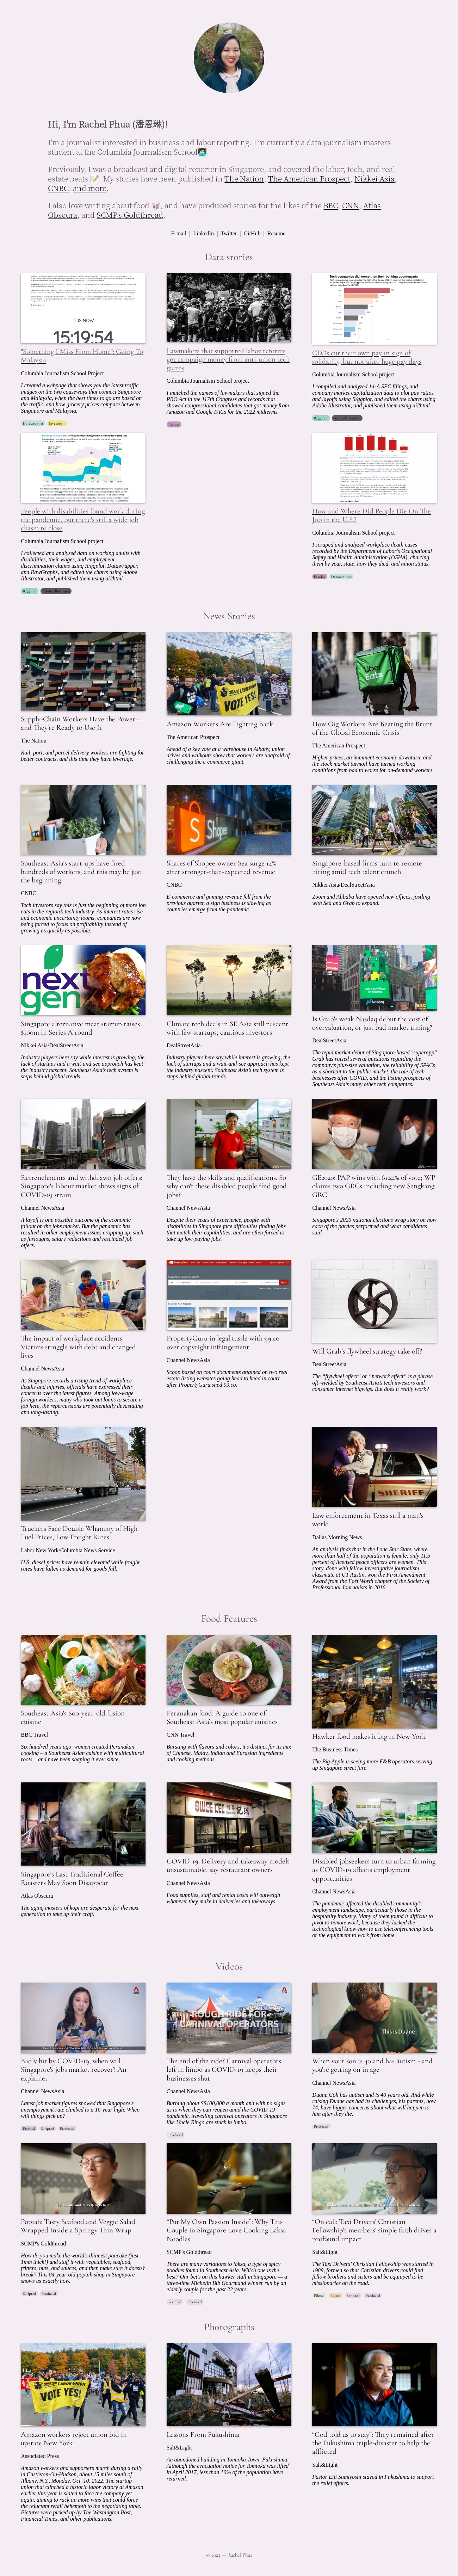 Hi, I'm Rachel Phua (潘恩琳)!
I'm a journalist interested in business and labor reporting. I'm currently a data journalism masters
student at the Columbia Journalism School👩🏻‍💻
Previously, I was a broadcast and digital reporter in Singapore, and covered the labor, tech, and real
estate beats 📝. My stories have been published in The Nation, The American Prospect, Nikkei Asia,
CNBC, and more.
I also love writing about food 🥡, and have produced stories for the likes of the BBC, CNN, Atlas
Obscura, and SCMP's Goldthread.
E-mail | LinkedIn | Twitter | GitHub | Resume
Data stories
IT IS NOW
15:19:54
"Something I Miss From Home": Going To
Malaysia
Columbia Journalism School Project
I created a webpage that shows you the latest traffic
images on the two causeways that connect Singapore
and Malaysia, when the best time to go are based on
the traffic, and how grocery prices compare between
Singapore and Malaysia.
Datawrapper Javascript
Lawmakers that supported labor reforms
got campaign money from anti-union tech
giants
Columbia Journalism School project
I matched the names of lawmakers that signed the
PRO Act in the 117th Congress and records that
showed congressional candidates who got money from
Amazon and Google PACs for the 2022 midterms.
Pandas
Tech companies did worse than their working counterparts
CEOs cut their own pay in sign of
solidarity, but not after huge pay days
Columbia Journalism School project
I compiled and analyzed 14-A SEC filings, and
company market capitalization data to plot pay ratios
and layoffs using R/ggplot, and edited the charts using
Adobe Illustrator, and published them using ai2html.
R/ggplot
People with disabilities found work during
the pandemic, but there's still a wide job
chasm to close
Columbia Journalism School project
I collected and analyzed data on working adults with
disabilities, their wages, and employment
discrimination claims using R/ggplot, Datawrapper,
and RawGraphs, and edited the charts using Adobe
Illustrator, and published them using ai2html.
R/ggplot
How and Where Did People Die On The
Job in the U.S.?
Columbia Journalism School project
I scraped and analyzed workplace death cases
recorded by the Department of Labor's Occupational
Safety and Health Administration (OSHA), charting
them by year, state, how they died, and union status.
Pandas Datawrapper
News Stories
Supply-Chain Workers Have the Power—
and They're Ready to Use It
The Nation
Rail, port, and parcel delivery workers are fighting for
better contracts, and this time they have leverage.
VOTE YES!
Amazon Workers Are Fighting Back
The American Prospect
Ahead of a key vote at a warehouse in Albany, union
drives and walkouts show that workers are unafraid of
challenging the e-commerce giant.
Uber
Eats
How Gig Workers Are Bearing the Brunt
of the Global Economic Crisis
The American Prospect
Higher prices, an imminent economic downturn, and
the stock market turmoil have turned working
conditions from bad to worse for on-demand workers.
Southeast Asia's start-ups have fired
hundreds of workers, and this may be just
the beginning
CNBC
Tech investors say this is just the beginning of more job
cuts in the region's tech industry. As interest rates rise
and economic uncertainty looms, companies are now
being forced to focus on profitability instead of
growing as quickly as possible.
Shares of Shopee-owner Sea surge 14%
after stronger-than-expected revenue
CNBC
E-commerce and gaming revenue fell from the
previous quarter, a sign business is slowing as
countries emerge from the pandemic.
Singapore-based firms turn to remote
hiring amid tech talent crunch
Nikkei Asia/DealStreetAsia
Zoom and Alibaba have opened new offices, jostling
with Sea and Grab to expand.
next
gen
Singapore alternative meat startup raises
$100m in Series A round
Nikkei Asia/DealStreetAsia
Industry players here say while interest is growing, the
lack of startups and a wait-and-see approach has kept
the industry nascent. Southeast Asia's tech system is
steps behind global trends.
Climate tech deals in SE Asia still nascent
with few startups, cautious investors
DealStreetAsia
Industry players here say while interest is growing, the
lack of startups and a wait-and-see approach has kept
the industry nascent. Southeast Asia's tech system is
steps behind global trends.
Nasdaq
Is Grab's weak Nasdaq debut the cost of
overvaluation, or just bad market timing?
DealStreetAsia
The tepid market debut of Singapore-based "superapp"
Grab has raised several questions regarding the
company's plus-size valuation, the reliability of SPACs
as a shortcut to the public market, the role of tech
businesses after COVID, and the listing prospects of
Southeast Asia's many other tech companies.
Retrenchments and withdrawn job offers:
Singapore's labour market shows signs of
COVID-19 strain
Channel NewsAsia
A layoff is one possible outcome of the economic
fallout on the job market. But the pandemic has
resulted in other employment issues cropping up, such
as furloughs, salary reductions and rescinded job
offers.
They have the skills and qualifications. So
why can't these disabled people find good
jobs?
Channel NewsAsia
Despite their years of experience, people with
disabilities in Singapore face difficulties finding jobs
that match their capabilities, and are often forced to
take up low-paying jobs.
GE2020: PAP wins with 61.24% of vote; WP
claims two GRCs including new Sengkang
GRC
Channel NewsAsia
Singapore's 2020 national elections wrap story on how
each of the parties performed and what candidates
said.
The impact of workplace accidents:
Victims struggle with debt and changed
lives
Channel NewsAsia
As Singapore records a rising trend of workplace
deaths and injuries, officials have expressed their
concerns over the latest figures. Among low-wage
foreign workers, many who took out loans to secure a
job here, the repercussions are potentially devastating
and long-lasting.
PropertyGuru in legal tussle with 99.co
over copyright infringement
Channel NewsAsia
Scoop based on court documents attained on two real
estate listing websites going head to head in court
after PropertyGuru sued 99.co.
Will Grab's flywheel strategy take off?
DealStreetAsia
The "flywheel effect" or "network effect" is a phrase
oft-wielded by Southeast Asia's tech investors and
consumer internet bigwigs. But does it really work?
Truckers Face Double Whammy of High
Fuel Prices, Low Freight Rates
Labor New York/Columbia News Service
U.S. diesel prices have remain elevated while freight
rates have fallen as demand for goods fall.
SHERIFF
Law enforcement in Texas still a man's
world
Dallas Morning News
An analysis finds that in the Lone Star State, where
more than half of the population is female, only 11.5
percent of licensed peace officers are women. This
story, done with fellow investigative journalism
classmate at UT Austin, won the First Amendment
Award from the Fort Worth chapter of the Society of
Professional Journalists in 2016.
Food Features
Southeast Asia's 600-year-old fusion
cuisine
BBC Travel
Six hundred years ago, women created Peranakan
cooking – a Southeast Asian cuisine with multicultural
roots – and have been shaping it ever since.
Peranakan food: A guide to one of
Southeast Asia's most popular cuisines
CNN Travel
Bursting with flavors and colors, it's distinct for its mix
of Chinese, Malay, Indian and Eurasian ingredients
and cooking methods.
Hawker food makes it big in New York
The Business Times
The Big Apple is seeing more F&B operators serving
up Singapore street fare
Singapore's Last Traditional Coffee
Roasters May Soon Disappear
Atlas Obscura
The aging masters of kopi are desperate for the next
generation to take up their craft.
COVID-19: Delivery and takeaway models
unsustainable, say restaurant owners
Channel NewsAsia
Food supplies, staff and rental costs will outweigh
whatever they make in deliveries and takeaways.
Disabled jobseekers turn to urban farming
as COVID-19 affects employment
opportunities
Channel NewsAsia
The pandemic affected the disabled community's
employment landscape, particularly those in the
hospitality industry. Many of them found it difficult to
pivot to remote work, because they lacked the
technological know-how to use teleconferencing tools
or the equipment to work from home.
Videos
Badly hit by COVID-19, when will
Singapore's jobs market recover? An
explainer
Channel NewsAsia
Latest job market figures showed that Singapore's
unemployment rate climbed to a 16-year high. When
will things pick up?
Scripted Produced
ROUGH RIDE FOR
CARNIVAL OPERATORS
The end of the ride? Carnival operators
left in limbo as COVID-19 keeps their
businesses shut
Channel NewsAsia
Burning about S$100,000 a month and with no signs
as to when they can reopen amid the COVID-19
pandemic, travelling carnival operators in Singapore
like Uncle Ringo are stuck in limbo.
Produced
This is Duane
When your son is 40 and has autism - and
you're getting on in age
Channel NewsAsia
Duane Goh has autism and is 40 years old. And while
raising Duane has had its challenges, his parents, now
74, have bigger concerns about what will happen to
him after they die.
Produced
Popiah: Tasty Seafood and Veggie Salad
Wrapped Inside a Springy Thin Wrap
SCMP's Goldthread
How do you make the world's thinnest pancake (just
1mm thick!) and stuff it with vegetables, seafood,
fritters, nuts, and sauces, and then make sure it doesn't
break? This 84-year-old popiah shop in Singapore
shows us exactly how.
Scripted Produced
"Put My Own Passion Inside": Why This
Couple in Singapore Love Cooking Laksa
Noodles
SCMP's Goldthread
There are many variations to laksa, a type of spicy
noodles found in Southeast Asia. Which one is the
best? Our bet's on this hawker stall in Singapore — a
three-time Michelin Bib Gourmand winner run by an
elderly couple for the past 22 years.
Scripted Produced
"On call: Taxi Drivers' Christian
Fellowship's members' simple faith drives a
profound impact
Salt&Light
The Taxi Drivers' Christian Fellowship was started in
1989, formed so that Christian drivers could find
fellow brothers and sisters and be equipped to be
missionaries on the road.
Filmed Edited Scripted Produced
Photographs
VOTE YES!
Amazon workers reject union bid in
upstate New York
Associated Press
Amazon workers and supporters march during a rally
in Castleton-On-Hudson, about 15 miles south of
Albany, N.Y., Monday, Oct. 10, 2022. The startup
union that clinched a historic labor victory at Amazon
earlier this year is slated to face the company yet
again, aiming to rack up more wins that could force
the reluctant retail behemoth to the negotiating table.
Pictures were picked up by The Washington Post,
Financial Times, and other publications.
Lessons From Fukushima
Salt&Light
An abandoned building in Tomioka Town, Fukushima.
Although the evacuation notice for Tomioka was lifted
in April 2017, less than 10% of the population have
returned.
"God told us to stay": They remained after
the Fukushima triple-disaster to help the
afflicted
Salt&Light
Pastor Eiji Sumiyoshi stayed in Fukushima to support
the relief efforts.
© 2023 — Rachel Phua